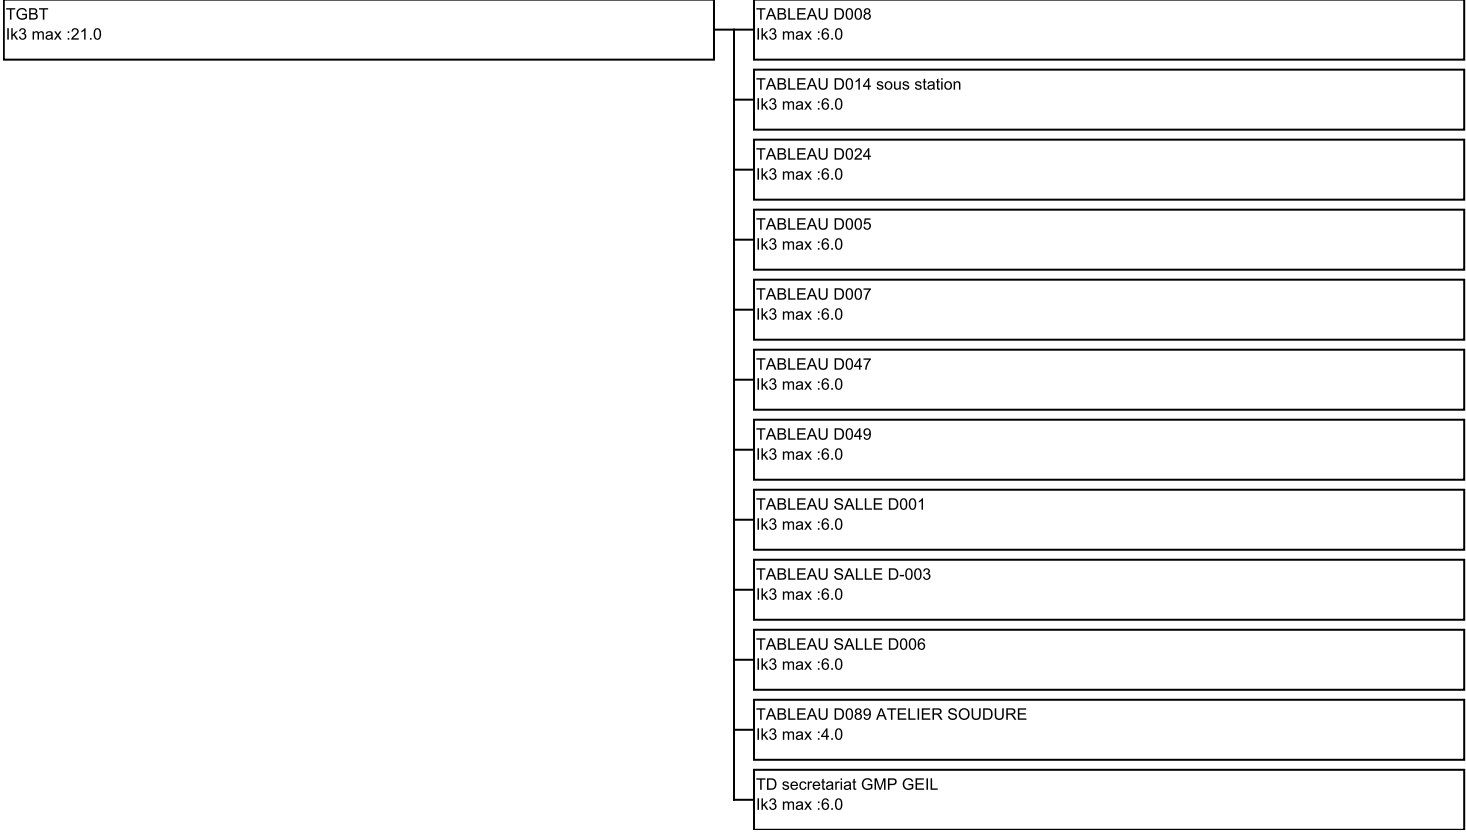 TGBT
Ik3 max :21.0
TABLEAU D008
Ik3 max :6.0
TABLEAU D014 sous station
Ik3 max :6.0
TABLEAU D024
Ik3 max :6.0
TABLEAU D005
Ik3 max :6.0
TABLEAU D007
Ik3 max :6.0
TABLEAU D047
Ik3 max :6.0
TABLEAU D049
Ik3 max :6.0
TABLEAU SALLE D001
Ik3 max :6.0
TABLEAU SALLE D-003
Ik3 max :6.0
TABLEAU SALLE D006
Ik3 max :6.0
TABLEAU D089 ATELIER SOUDURE
Ik3 max :4.0
TD secretariat GMP GEIL
Ik3 max :6.0